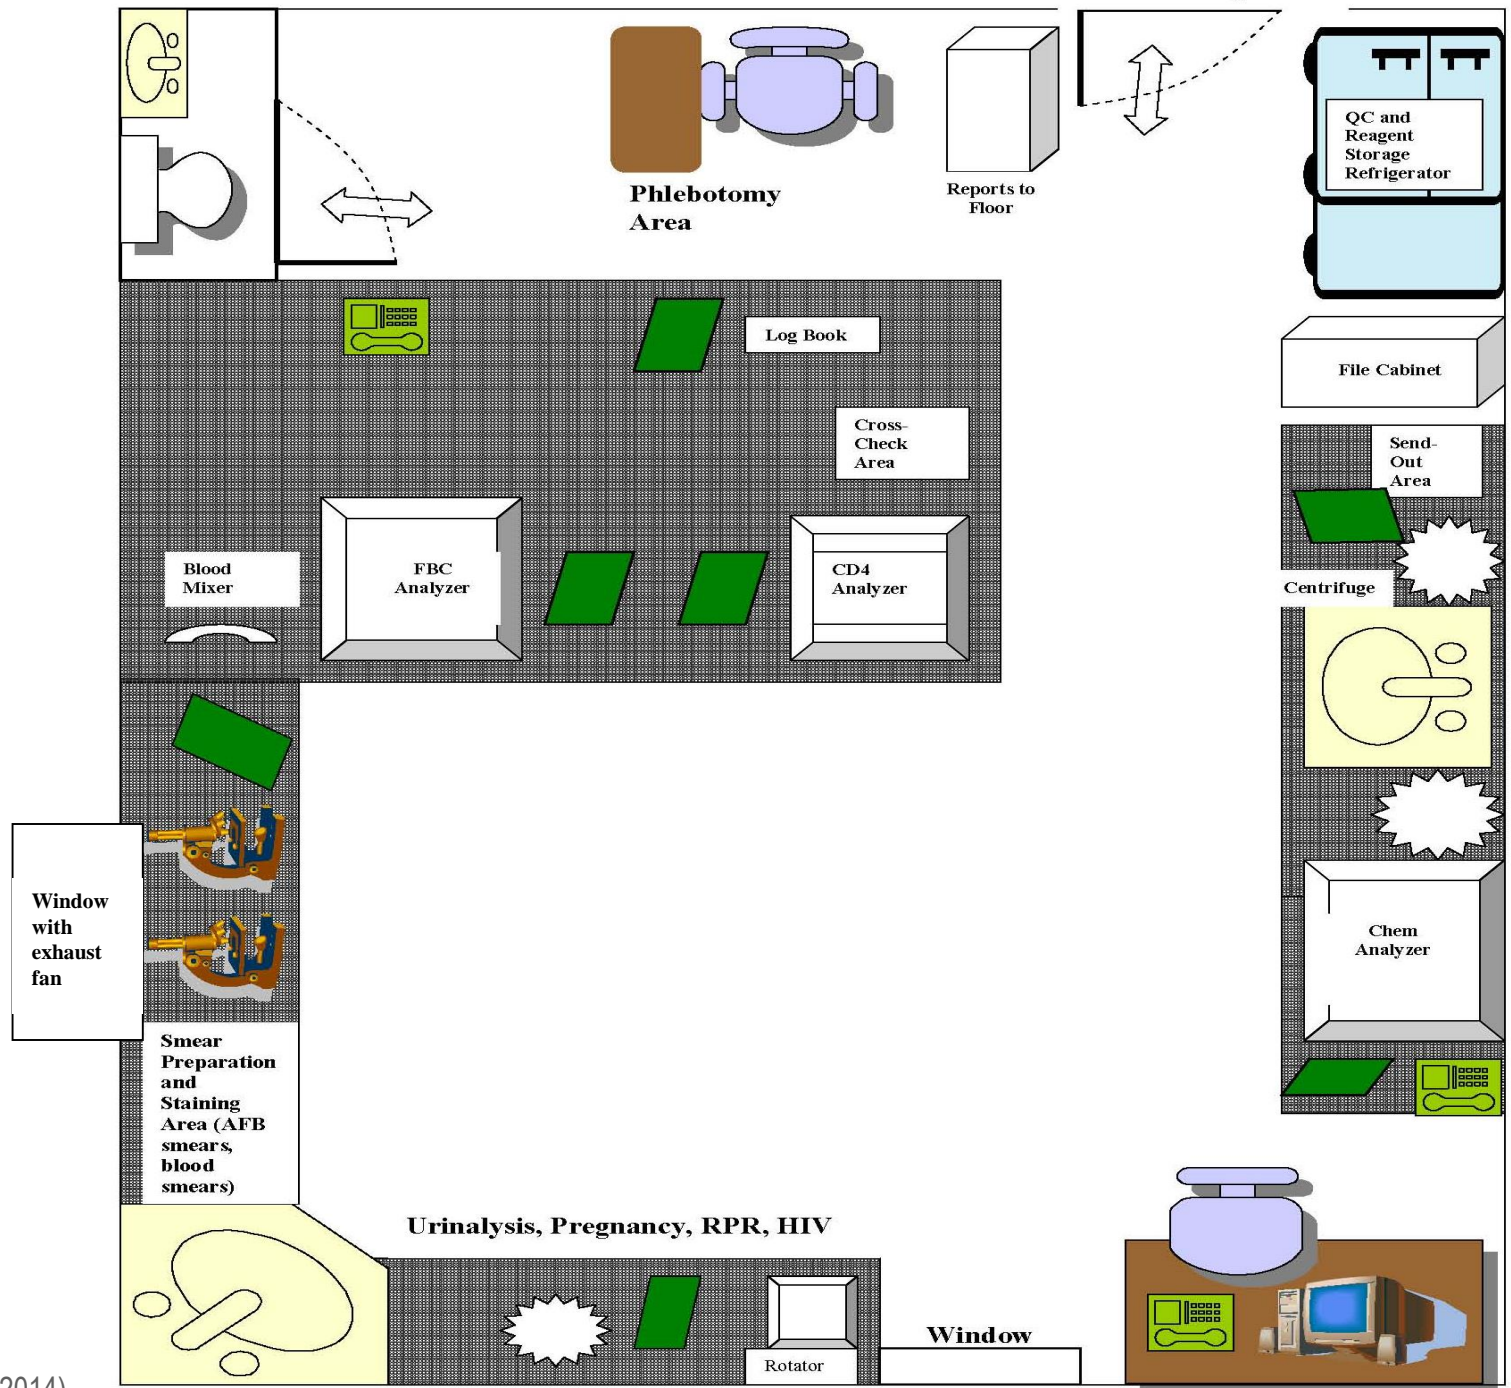 QC and
Reagent
Storage
Refrigerator
Phlebotomy
Area
Reports to
Floor
Log Book
File Cabinet
Cross-
Check
Area
Send-
Out
Area
Blood
Mixer
FBC
Analyzer
CD4
Analyzer
Centrifuge
Window
with
exhaust
fan
Chem
Analyzer
Smear
Preparation
and
Staining
Area (AFB
smears,
blood
smears)
Urinalysis, Pregnancy, RPR, HIV
Window
Rotator
2014)